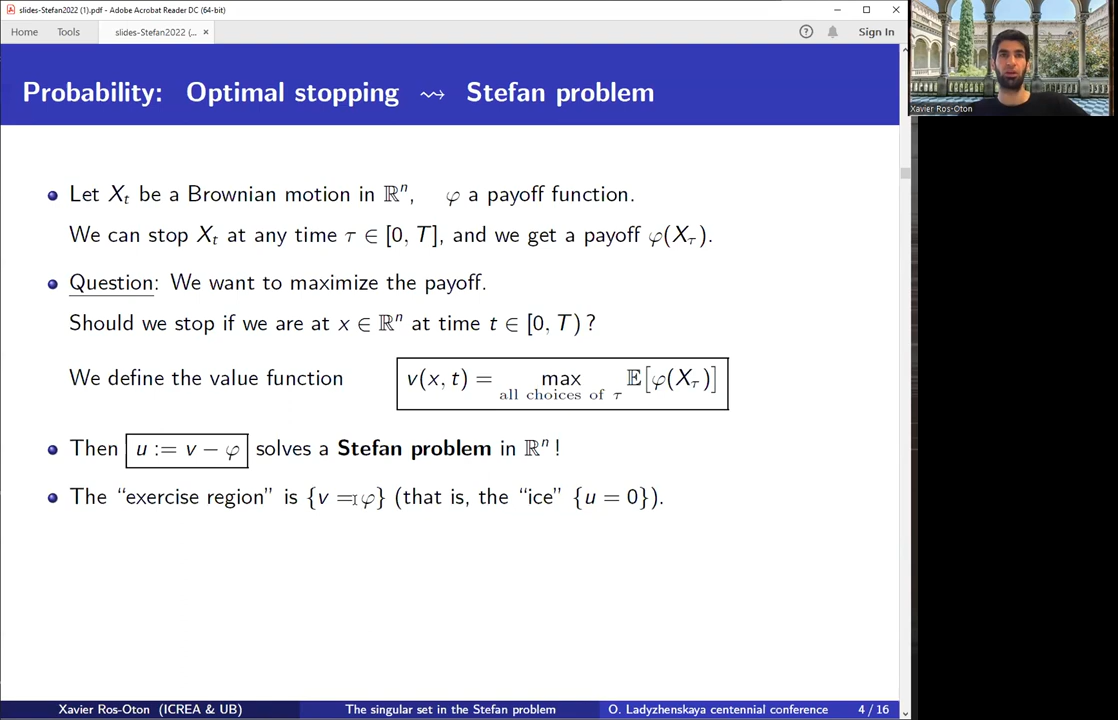 slides-Stefan2022 (1).pdf - Adobe Acrobat Reader DC (64-bit)
Home Tools slides-Stefan2022 (... × Sign In
Xavier Ros-Oton
Probability: Optimal stopping ⇝ Stefan problem
Let Xₜ be a Brownian motion in ℝⁿ, φ a payoff function.
We can stop Xₜ at any time τ ∈ [0, T], and we get a payoff φ(X_τ).
Question: We want to maximize the payoff.
Should we stop if we are at x ∈ ℝⁿ at time t ∈ [0, T) ?
We define the value function v(x, t) = max 𝔼[φ(X_τ)]
all choices of τ
Then u := v − φ solves a Stefan problem in ℝⁿ !
The “exercise region” is {v = φ} (that is, the “ice” {u = 0}).
Xavier Ros-Oton (ICREA & UB) The singular set in the Stefan problem O. Ladyzhenskaya centennial conference 4 / 16